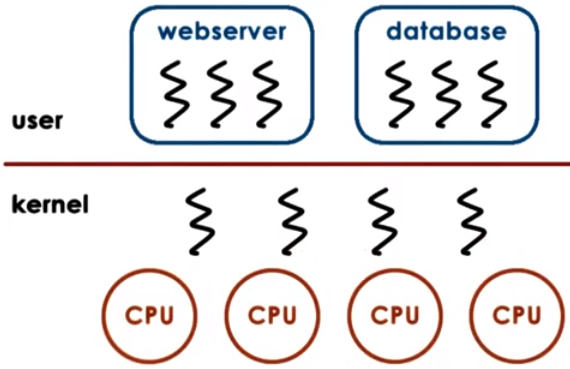 webserver
database
user
kernel
CPU
CPU
CPU
CPU